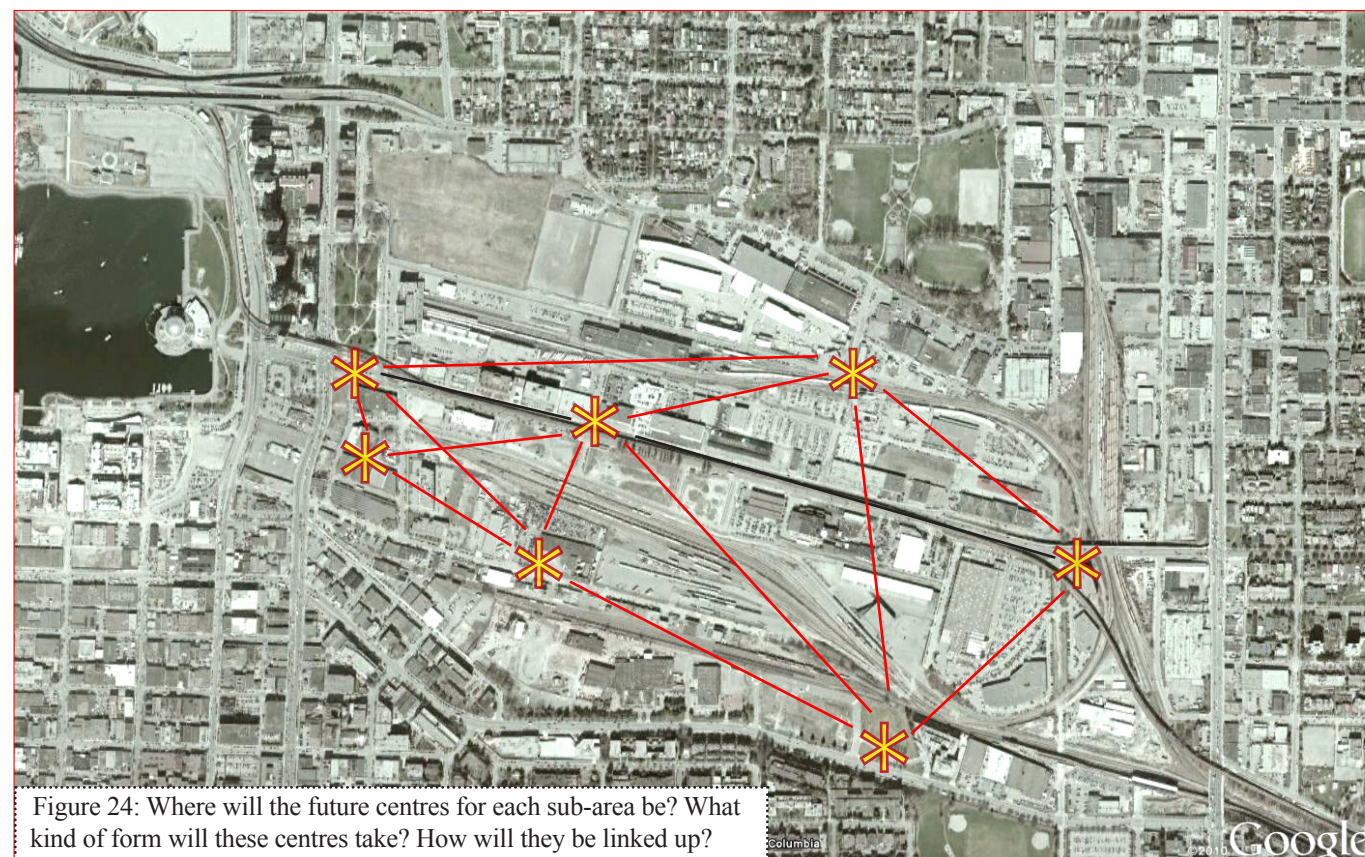 Figure 24: Where will the future centres for each sub-area be? What
kind of form will these centres take? How will they be linked up?
Columbia
©2010 Google